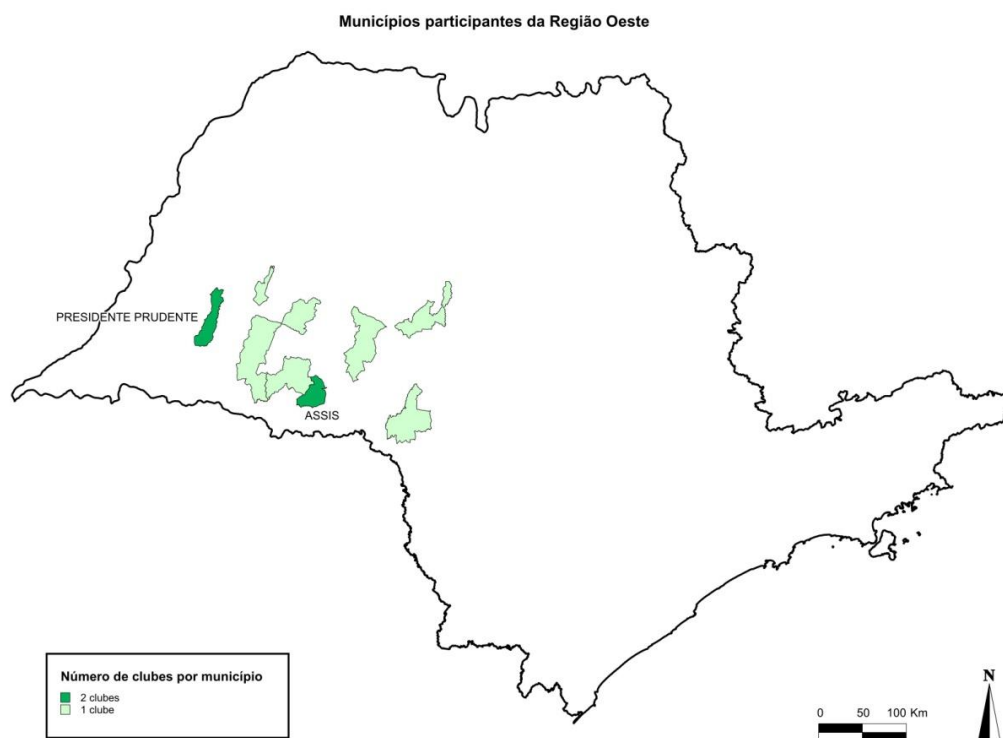 Municípios participantes da Região Oeste
PRESIDENTE PRUDENTE
ASSIS
Número de clubes por município
2 clubes
1 clube
N
0 50 100 Km